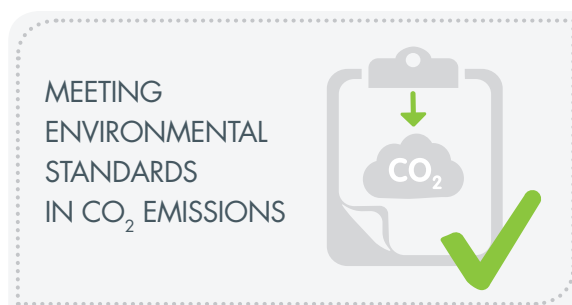 MEETING
ENVIRONMENTAL
STANDARDS
IN CO₂ EMISSIONS
CO₂